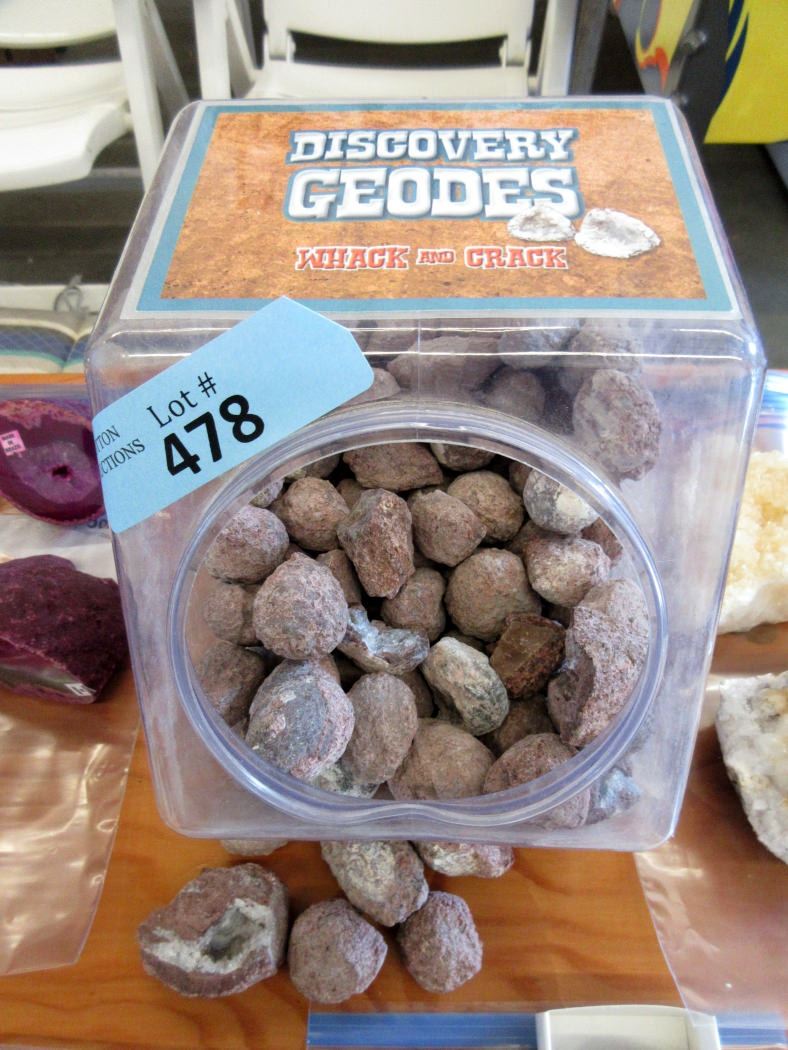 DISCOVERY
GEODES
WHACK AND CRACK
Lot #
478